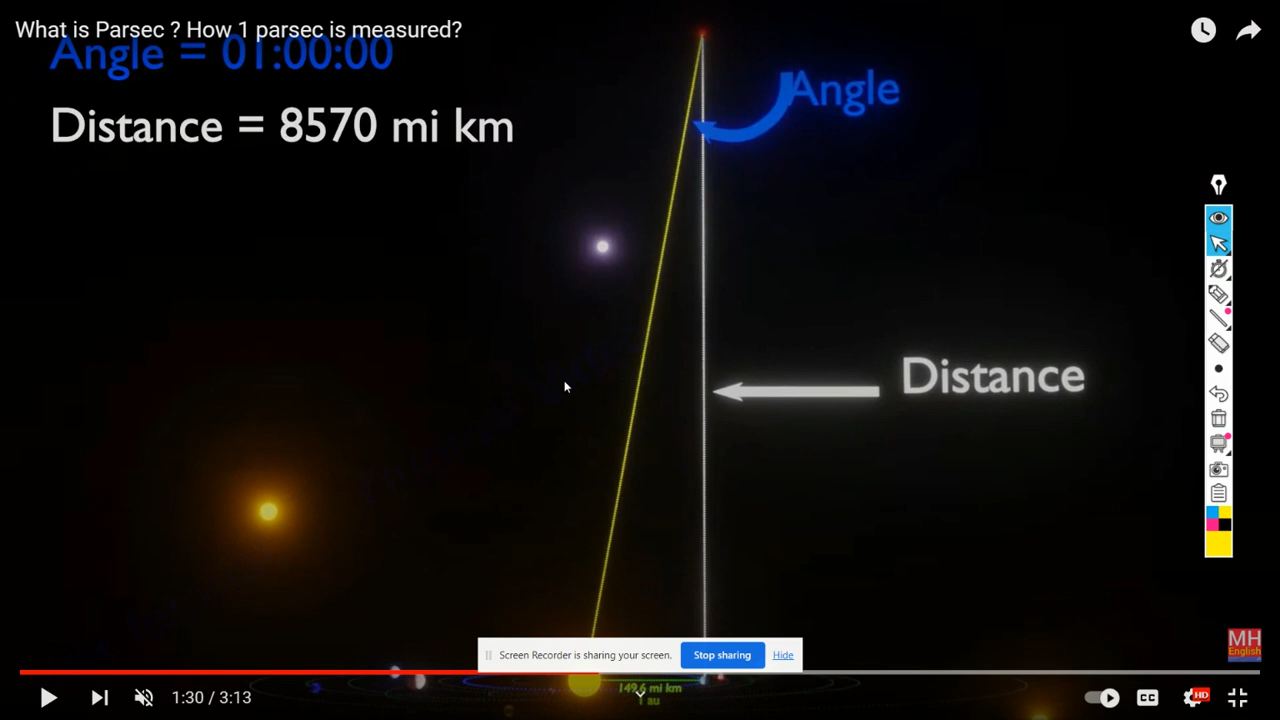 What is Parsec ? How 1 parsec is measured?
Angle = 01:00:00
Angle
Distance = 8570 mi km
Distance
MH
English
Screen Recorder is sharing your screen. Stop sharing Hide
149.6 mi km
1 au
1:30 / 3:13
CC
HD